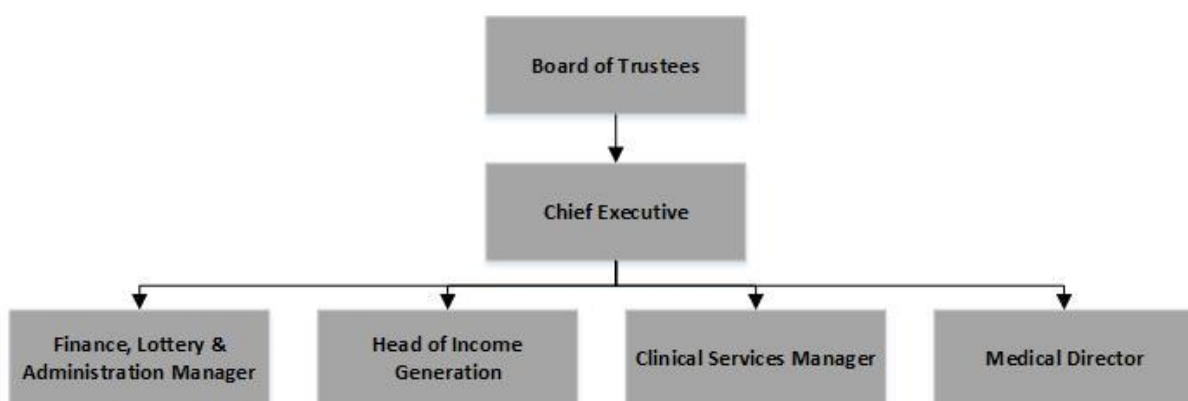 Board of Trustees
Chief Executive
Finance, Lottery &
Administration Manager
Head of Income
Generation
Clinical Services Manager
Medical Director